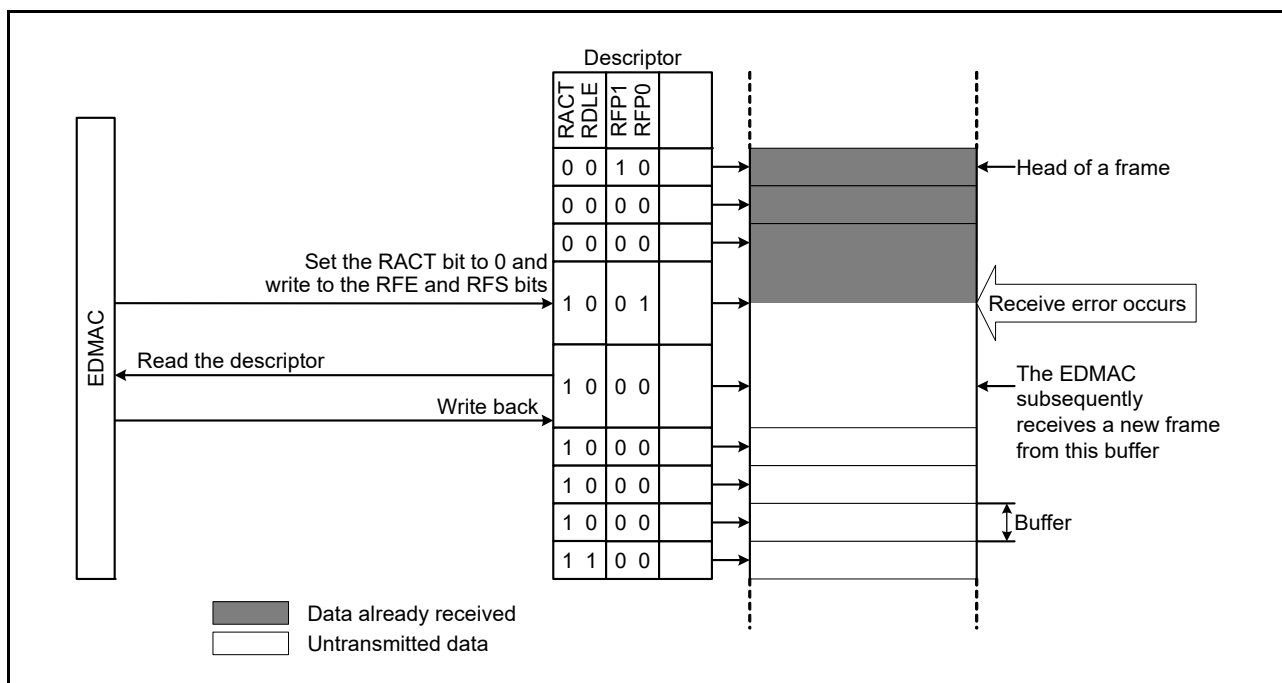 Descriptor
RACT
RDLE
RFP1
RFP0
0 0 1 0
Head of a frame
0 0 0 0
0 0 0 0
Set the RACT bit to 0 and
write to the RFE and RFS bits
1 0 0 1
Receive error occurs
EDMAC
Read the descriptor
1 0 0 0
Write back
The EDMAC
subsequently
receives a new frame
from this buffer
1 0 0 0
1 0 0 0
1 0 0 0
Buffer
1 1 0 0
Data already received
Untransmitted data